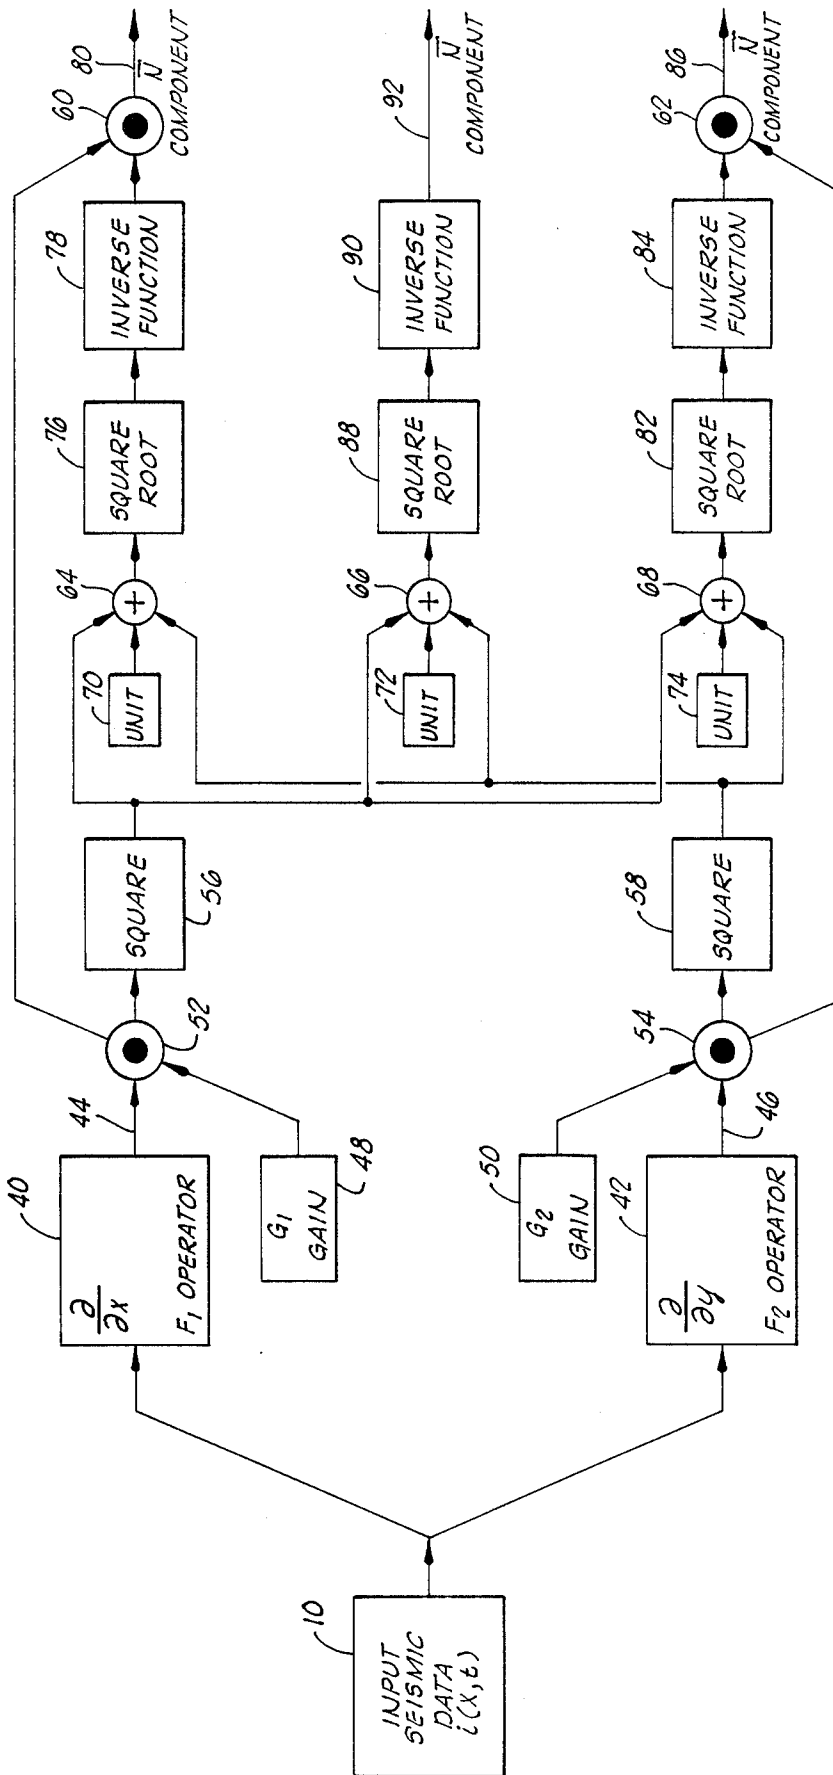 10
INPUT
SEISMIC
DATA
i(x,t)
40
∂
∂x
F1 OPERATOR
44
G1
GAIN
48
52
SQUARE
56
50
G2
GAIN
42
∂
∂y
F2 OPERATOR
46
54
SQUARE
58
70
UNIT
64
+
76
SQUARE
ROOT
78
INVERSE
FUNCTION
60
80
N̅
COMPONENT
72
UNIT
66
+
88
SQUARE
ROOT
90
INVERSE
FUNCTION
92
N̅
COMPONENT
74
UNIT
68
+
82
SQUARE
ROOT
84
INVERSE
FUNCTION
62
86
N̅
COMPONENT